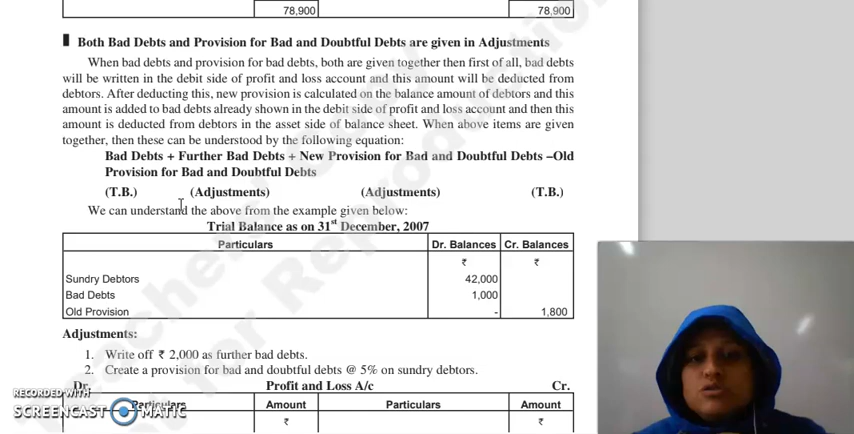 78,900 78,900
Both Bad Debts and Provision for Bad and Doubtful Debts are given in Adjustments
When bad debts and provision for bad debts, both are given together then first of all, bad debts
will be written in the debit side of profit and loss account and this amount will be deducted from
debtors. After deducting this, new provision is calculated on the balance amount of debtors and this
amount is added to bad debts already shown in the debit side of profit and loss account and then this
amount is deducted from debtors in the asset side of balance sheet. When above items are given
together, then these can be understood by the following equation:
Bad Debts + Further Bad Debts + New Provision for Bad and Doubtful Debts –Old
Provision for Bad and Doubtful Debts
(T.B.) (Adjustments) (Adjustments) (T.B.)
We can understand the above from the example given below:
Trial Balance as on 31st December, 2007
Particulars Dr. Balances Cr. Balances
₹ ₹
Sundry Debtors 42,000
Bad Debts 1,000
Old Provision - 1,800
Adjustments:
1. Write off ₹ 2,000 as further bad debts.
2. Create a provision for bad and doubtful debts @ 5% on sundry debtors.
Dr. Profit and Loss A/c Cr.
Particulars Amount Particulars Amount
₹ ₹
RECORDED WITH
SCREENCAST MATIC